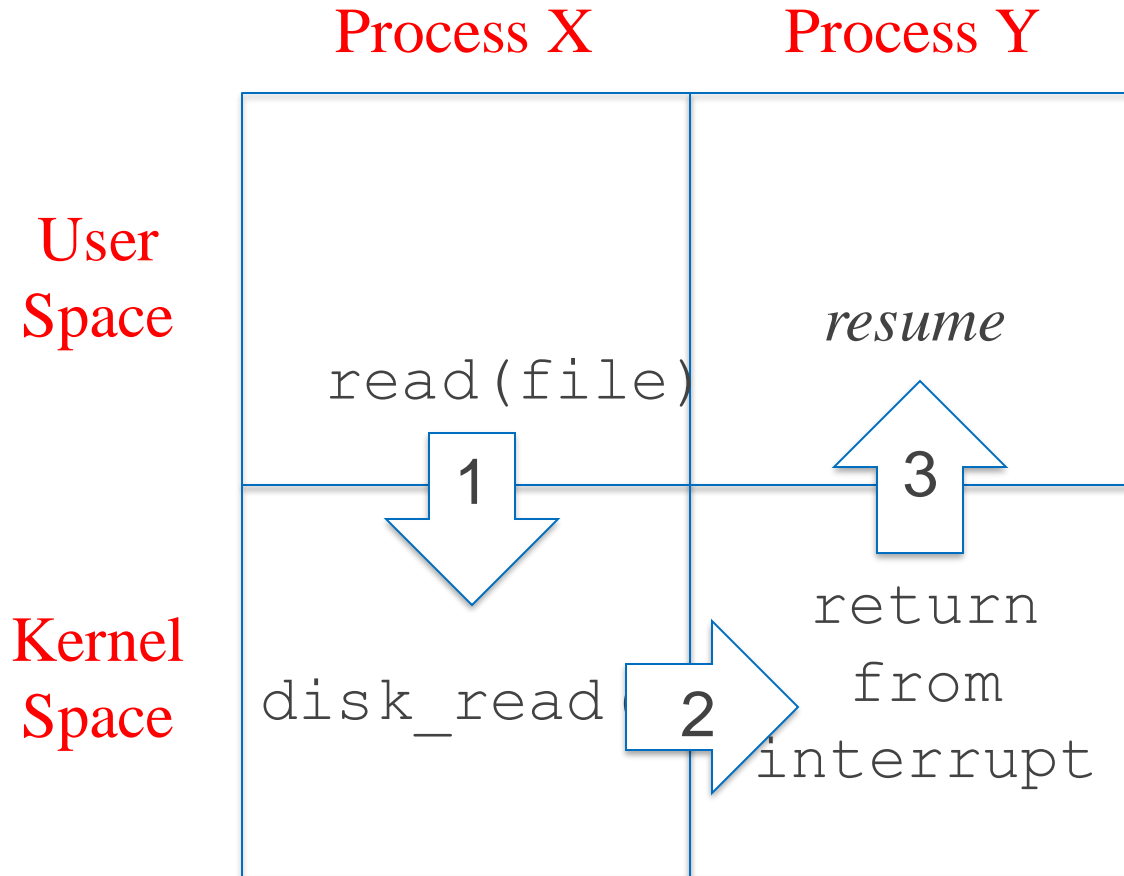 Process X
Process Y
User
Space
resume
read(file)
1
3
Kernel
Space
return
from
interrupt
disk_read(
2